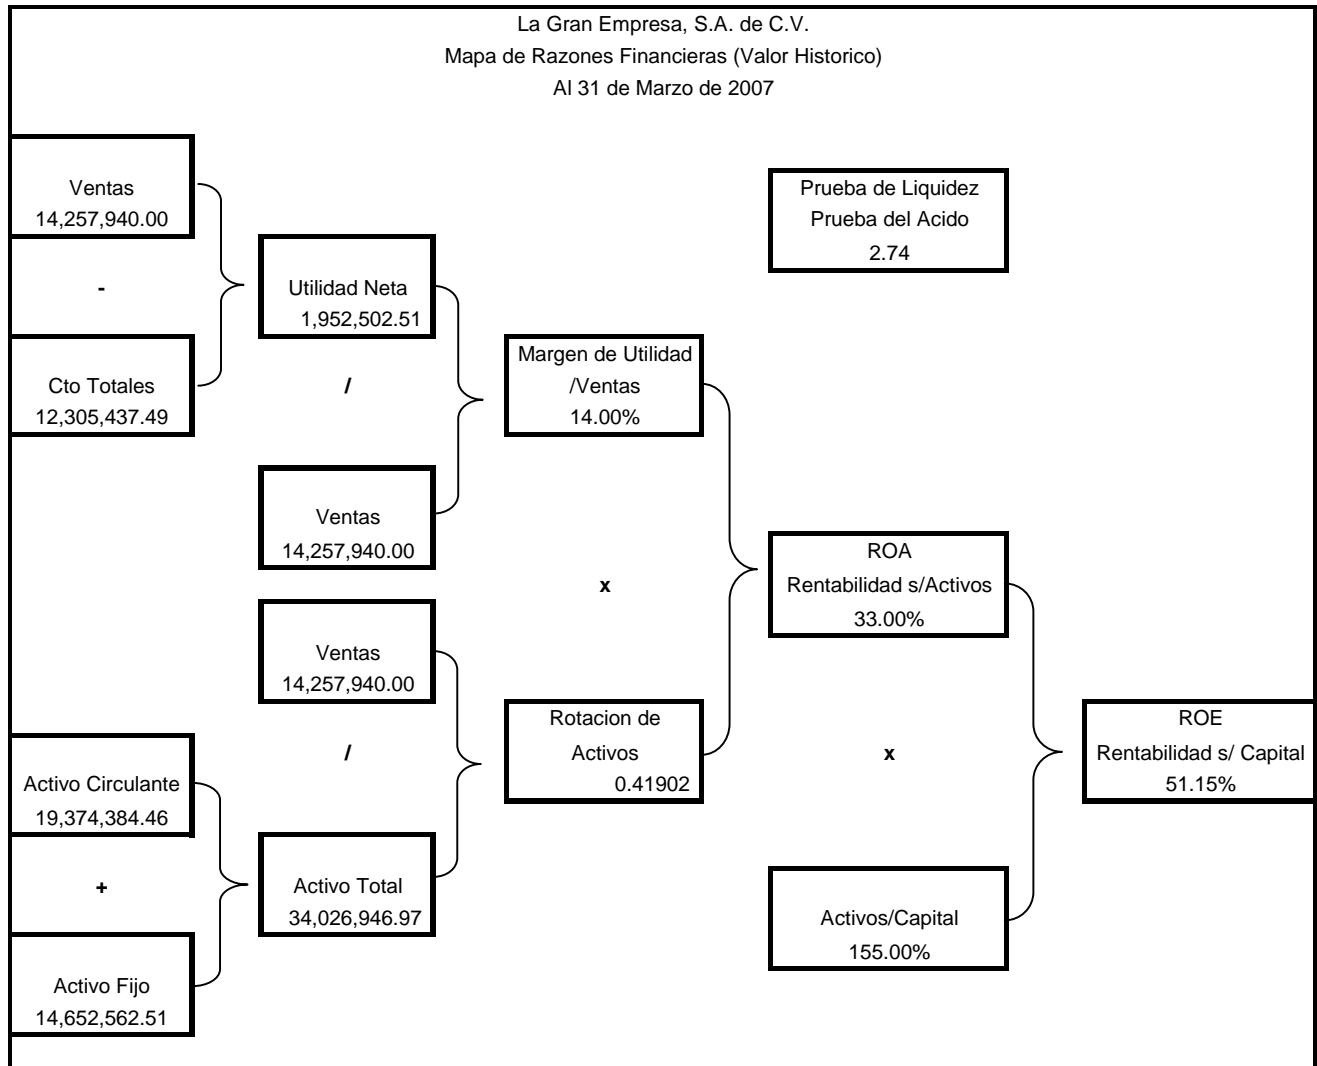 La Gran Empresa, S.A. de C.V.
Mapa de Razones Financieras (Valor Historico)
Al 31 de Marzo de 2007
Ventas
14,257,940.00
-
Cto Totales
12,305,437.49
Utilidad Neta
1,952,502.51
/
Ventas
14,257,940.00
Prueba de Liquidez
Prueba del Acido
2.74
Margen de Utilidad
/Ventas
14.00%
x
ROA
Rentabilidad s/Activos
33.00%
Ventas
14,257,940.00
/
Activo Circulante
19,374,384.46
+
Activo Fijo
14,652,562.51
Activo Total
34,026,946.97
Rotacion de
Activos
0.41902
x
ROE
Rentabilidad s/ Capital
51.15%
Activos/Capital
155.00%